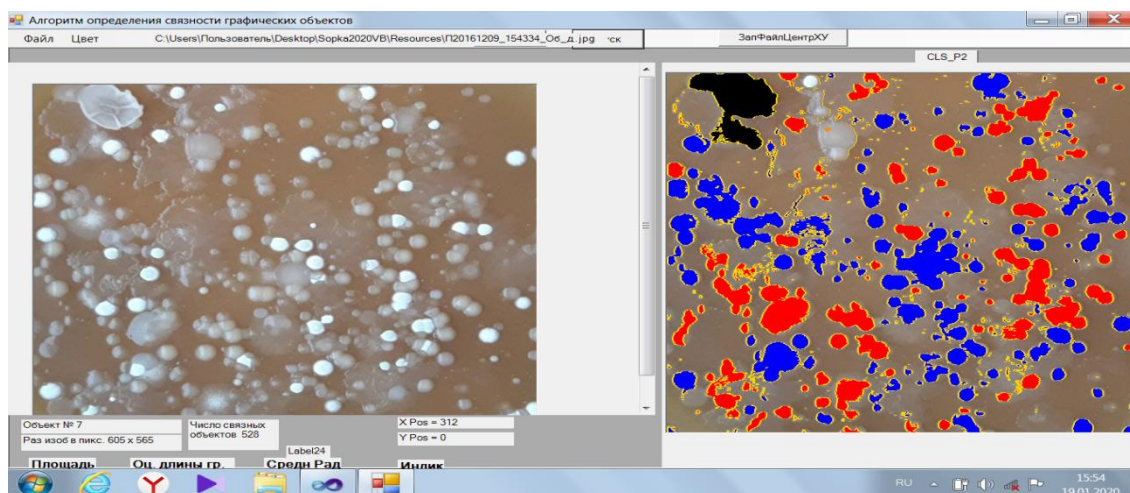 Алгоритм определения связности графических объектов
Файл Цвет C:\Users\Пользователь\Desktop\Sopka2020VB\Resources\П20161209_154334_Об_д.jpg ЗапФайлЦентрXY
CLS_P2
Объект № 7
Раз изоб в пикс. 605 x 565
Число связных
объектов 528
X Pos = 312
Y Pos = 0
Label24
Площадь Оц. длины гр. Средн Рад
RU 15:54
19.01.2020